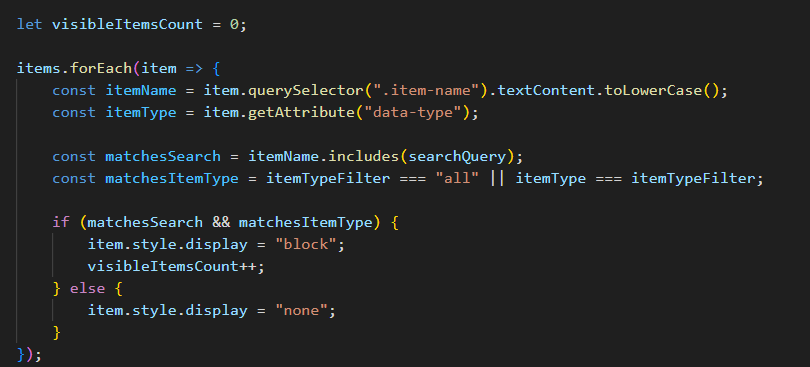 let visibleItemsCount = 0;

items.forEach(item => {
    const itemName = item.querySelector(".item-name").textContent.toLowerCase();
    const itemType = item.getAttribute("data-type");

    const matchesSearch = itemName.includes(searchQuery);
    const matchesItemType = itemTypeFilter === "all" || itemType === itemTypeFilter;

    if (matchesSearch && matchesItemType) {
        item.style.display = "block";
        visibleItemsCount++;
    } else {
        item.style.display = "none";
    }
});